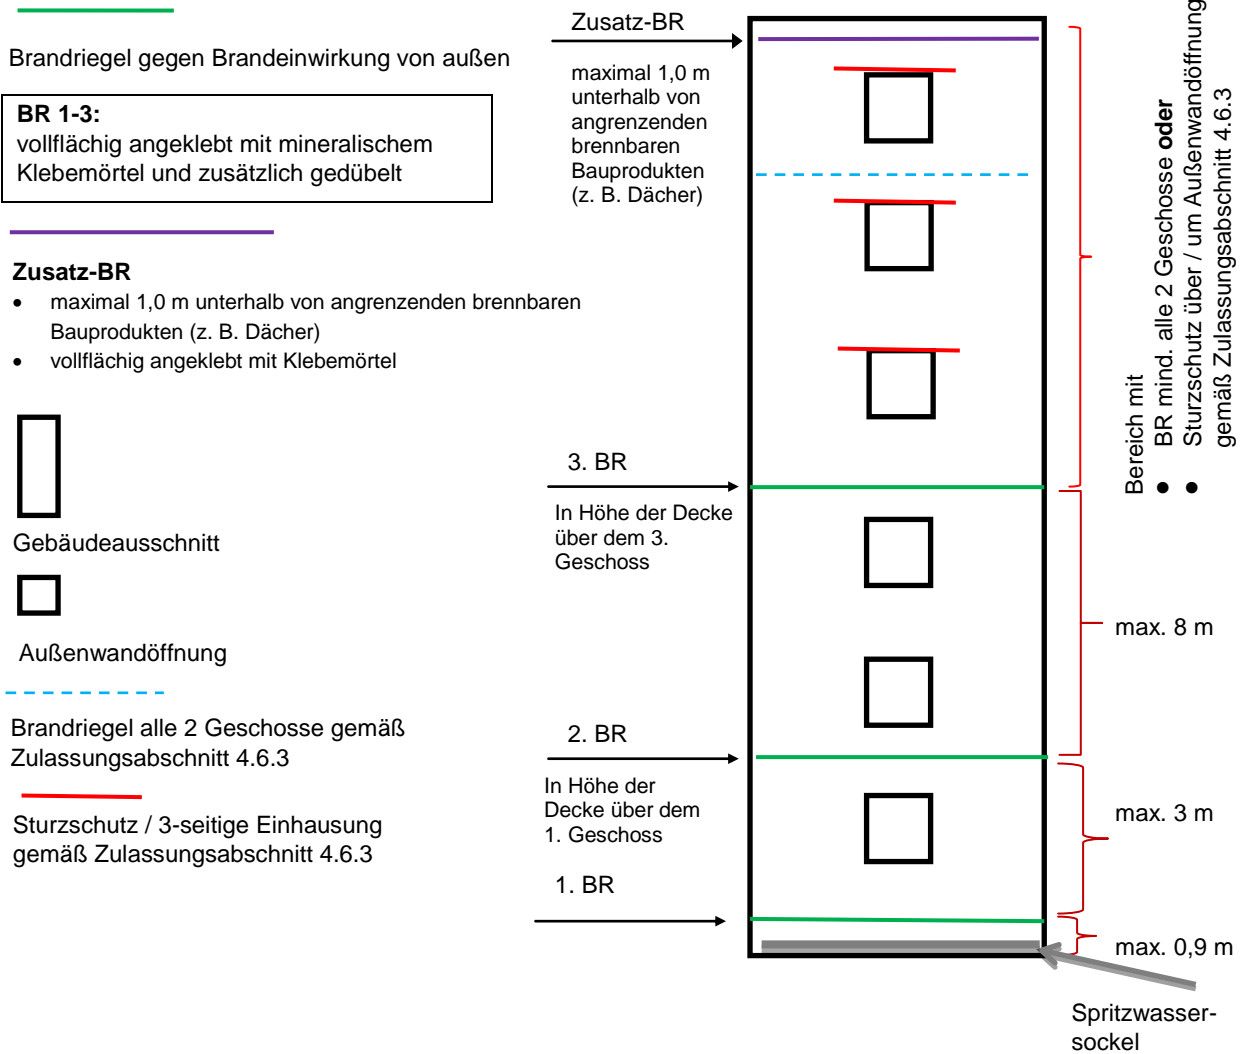 Brandriegel gegen Brandeinwirkung von außen
BR 1-3:
vollflächig angeklebt mit mineralischem
Klebemörtel und zusätzlich gedübelt
Zusatz-BR
• maximal 1,0 m unterhalb von angrenzenden brennbaren
Bauprodukten (z. B. Dächer)
• vollflächig angeklebt mit Klebemörtel
Gebäudeausschnitt
Außenwandöffnung
Brandriegel alle 2 Geschosse gemäß
Zulassungsabschnitt 4.6.3
Sturzschutz / 3-seitige Einhausung
gemäß Zulassungsabschnitt 4.6.3
Zusatz-BR
maximal 1,0 m
unterhalb von
angrenzenden
brennbaren
Bauprodukten
(z. B. Dächer)
3. BR
In Höhe der Decke
über dem 3.
Geschoss
2. BR
In Höhe der
Decke über dem
1. Geschoss
1. BR
Bereich mit
• BR mind. alle 2 Geschosse oder
• Sturzschutz über / um Außenwandöffnung
gemäß Zulassungsabschnitt 4.6.3
max. 8 m
max. 3 m
max. 0,9 m
Spritzwasser-
sockel